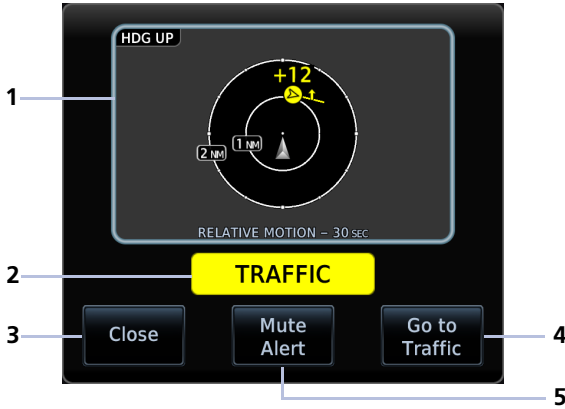 HDG UP
+12
1
1 NM
2 NM
RELATIVE MOTION – 30 SEC
2
TRAFFIC
3
Close
Mute
Alert
Go to
Traffic
4
5